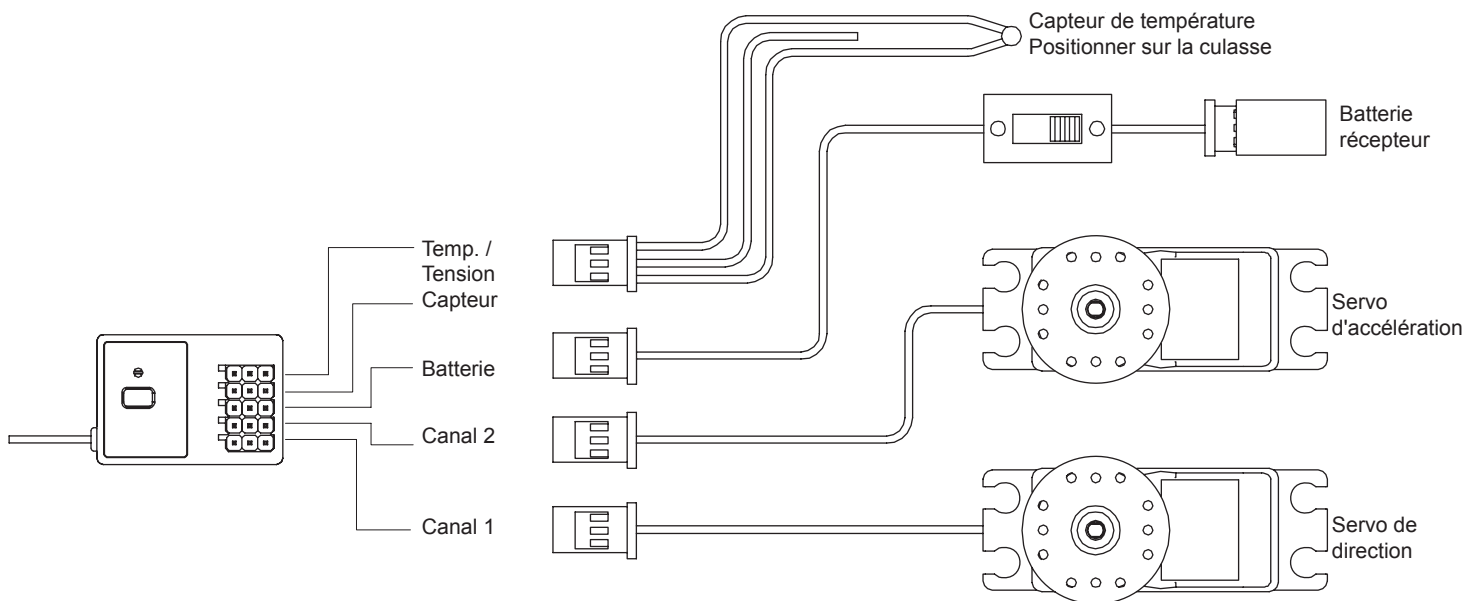 Capteur de température
Positionner sur la culasse
Batterie
récepteur
Temp. /
Tension
Capteur
Batterie
Canal 2
Canal 1
Servo
d'accélération
Servo de
direction